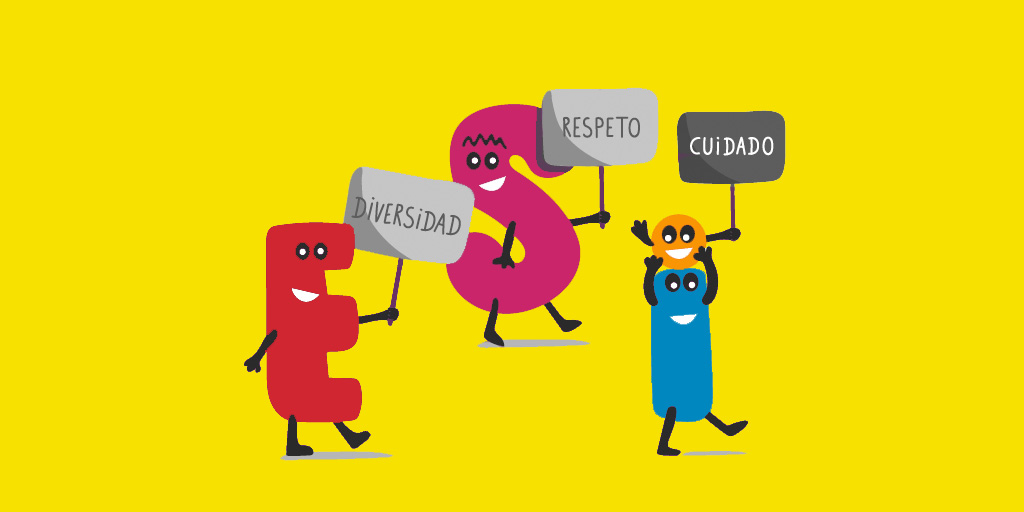 E
DiVERSiDAD
S
RESPETO
i
CUiDADO